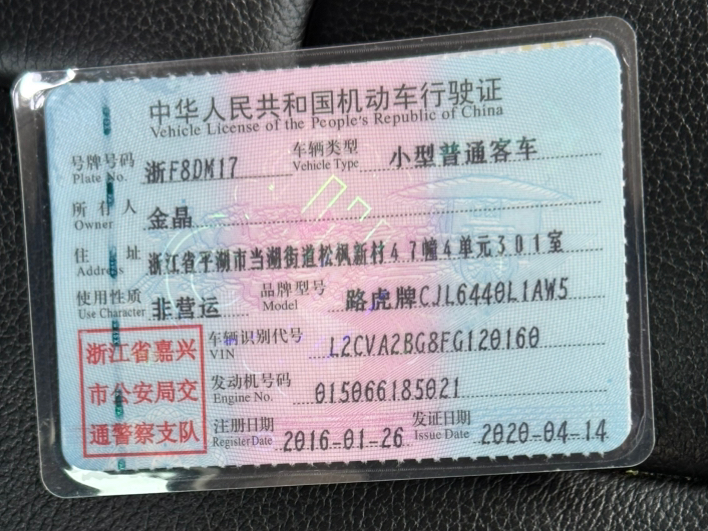 中华人民共和国机动车行驶证
Vehicle License of the People's Republic of China
号牌号码 Plate No. 浙F8DM17 车辆类型 Vehicle Type 小型普通客车
所有人 Owner 金晶
住址 Address 浙江省平湖市当湖街道松枫新村47幢4单元301室
使用性质 Use Character 非营运 品牌型号 Model 路虎牌CJL6440L1AW5
车辆识别代号 VIN L2CVA2BG8FG120160
发动机号码 Engine No. 015066185021
注册日期 Register Date 2016-01-26 发证日期 Issue Date 2020-04-14
浙江省嘉兴
市公安局交
通警察支队